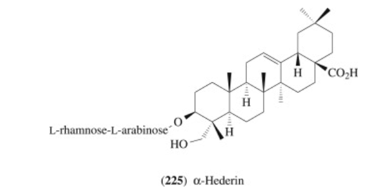 H
CO₂H
H
O
L-rhamnose-L-arabinose
H
HO
(225) α-Hederin